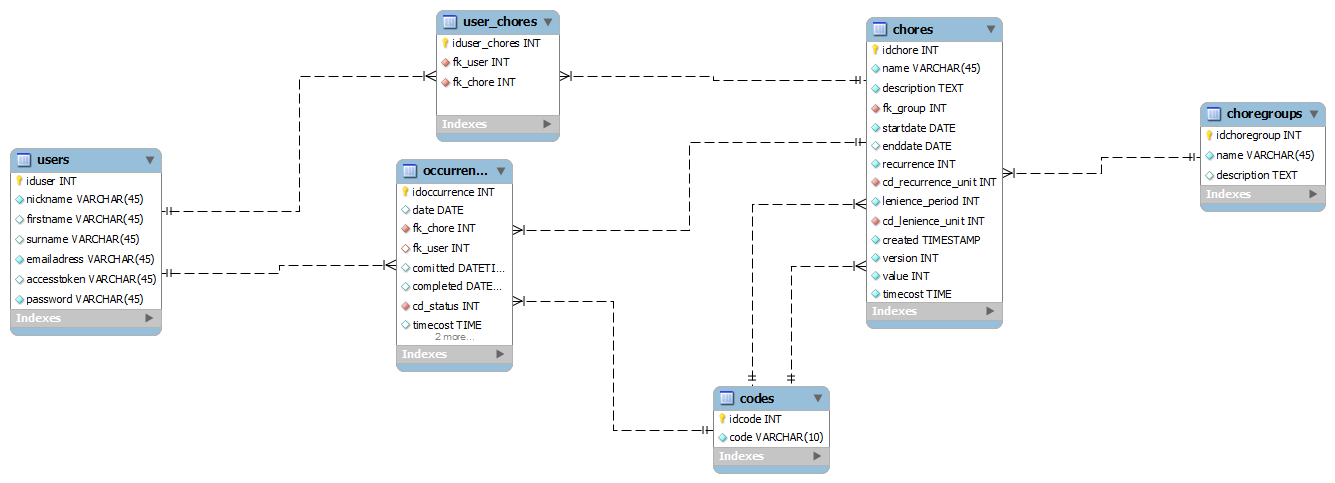 user_chores
iduser_chores INT
fk_user INT
fk_chore INT
Indexes
chores
idchore INT
name VARCHAR(45)
description TEXT
fk_group INT
startdate DATE
enddate DATE
recurrence INT
cd_recurrence_unit INT
lenience_period INT
cd_lenience_unit INT
created TIMESTAMP
version INT
value INT
timecost TIME
Indexes
choregroups
idchoregroup INT
name VARCHAR(45)
description TEXT
Indexes
users
iduser INT
nickname VARCHAR(45)
firstname VARCHAR(45)
surname VARCHAR(45)
emailadress VARCHAR(45)
accesstoken VARCHAR(45)
password VARCHAR(45)
Indexes
occurren...
idoccurrence INT
date DATE
fk_chore INT
fk_user INT
comitted DATETI...
completed DATE...
cd_status INT
timecost TIME
2 more...
Indexes
codes
idcode INT
code VARCHAR(10)
Indexes